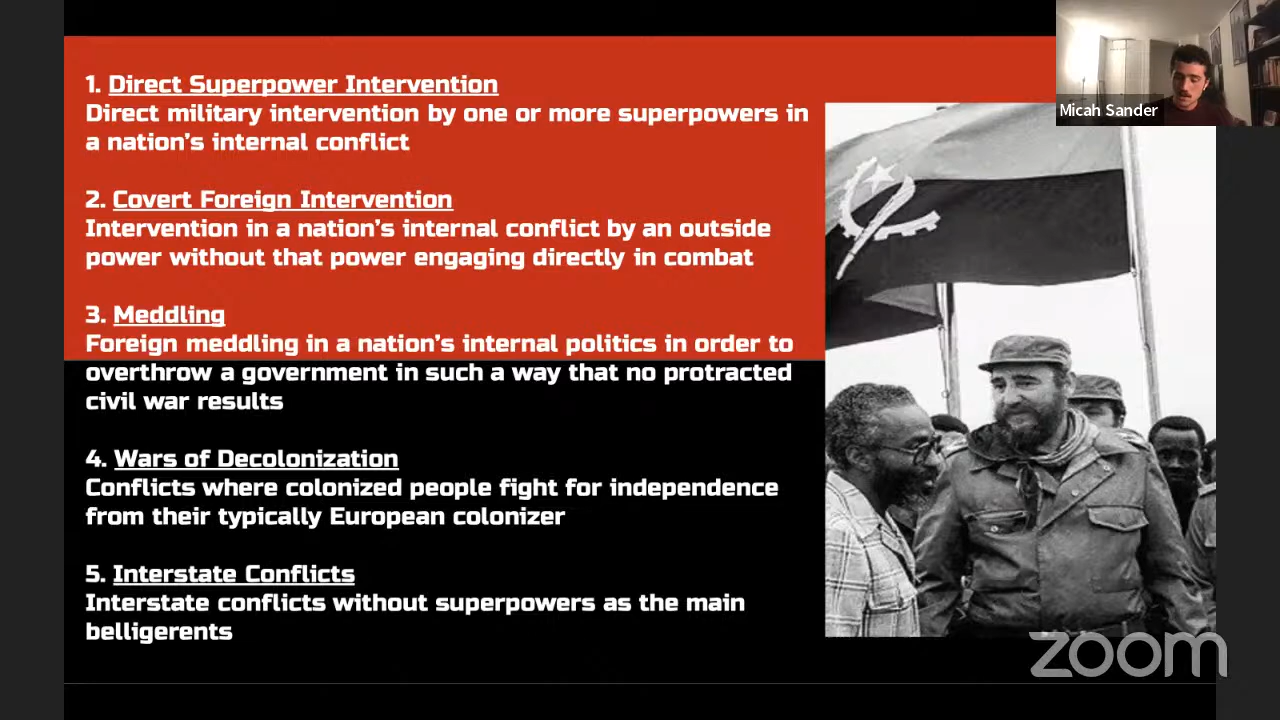 1. Direct Superpower Intervention
Direct military intervention by one or more superpowers in
a nation's internal conflict
2. Covert Foreign Intervention
Intervention in a nation's internal conflict by an outside
power without that power engaging directly in combat
3. Meddling
Foreign meddling in a nation's internal politics in order to
overthrow a government in such a way that no protracted
civil war results
4. Wars of Decolonization
Conflicts where colonized people fight for independence
from their typically European colonizer
5. Interstate Conflicts
Interstate conflicts without superpowers as the main
belligerents
Micah Sander
zoom